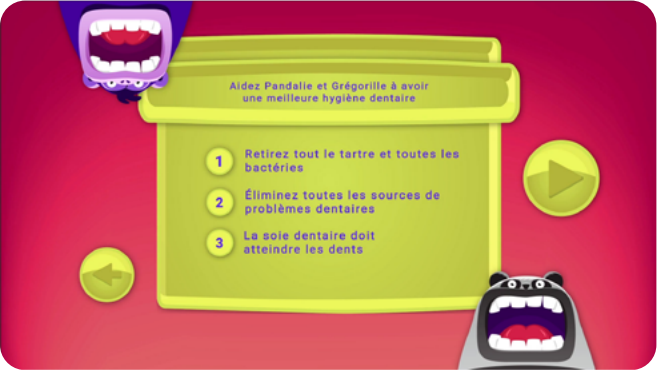 Aidez Pandalie et Grégorille à avoir
une meilleure hygiène dentaire
1 Retirez tout le tartre et toutes les
bactéries
2 Éliminez toutes les sources de
problèmes dentaires
3 La soie dentaire doit
atteindre les dents